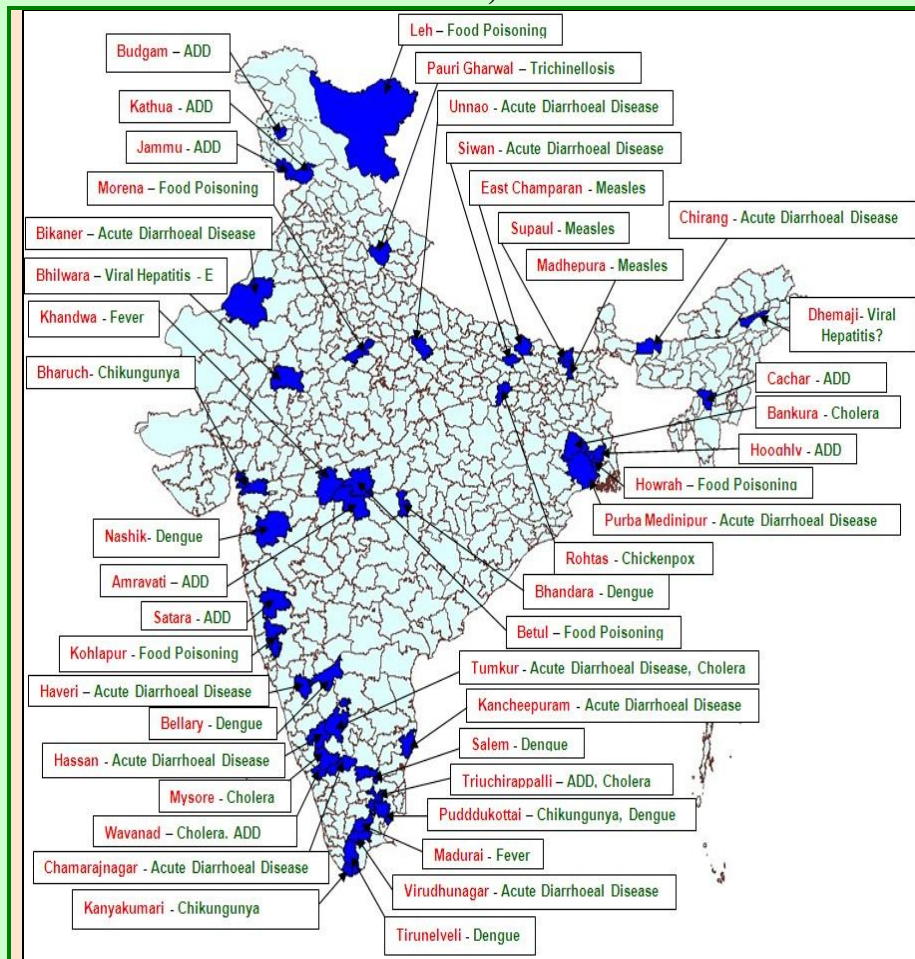 Leh – Food Poisoning
Budgam – ADD
Pauri Gharwal – Trichinellosis
Kathua - ADD
Unnao - Acute Diarrhoeal Disease
Jammu - ADD
Siwan - Acute Diarrhoeal Disease
Morena – Food Poisoning
East Champaran - Measles
Chirang - Acute Diarrhoeal Disease
Supaul - Measles
Bikaner – Acute Diarrhoeal Disease
Madhepura - Measles
Bhilwara – Viral Hepatitis - E
Khandwa - Fever
Dhemaji- Viral
Hepatitis?
Bharuch- Chikungunya
Cachar - ADD
Bankura - Cholera
Hooghly - ADD
Howrah – Food Poisoning
Purba Medinipur – Acute Diarrhoeal Disease
Nashik- Dengue
Rohtas - Chickenpox
Amravati – ADD
Bhandara - Dengue
Satara – ADD
Betul – Food Poisoning
Kohlapur - Food Poisoning
Tumkur - Acute Diarrhoeal Disease, Cholera
Haveri – Acute Diarrhoeal Disease
Kancheepuram - Acute Diarrhoeal Disease
Bellary - Dengue
Salem - Dengue
Hassan - Acute Diarrhoeal Disease
Triuchirappalli – ADD, Cholera
Mysore - Cholera
Pudddukottai – Chikungunya, Dengue
Wavanad – Cholera. ADD
Madurai - Fever
Chamarajnagar - Acute Diarrhoeal Disease
Virudhunagar - Acute Diarrhoeal Disease
Kanyakumari - Chikungunya
Tirunelveli - Dengue